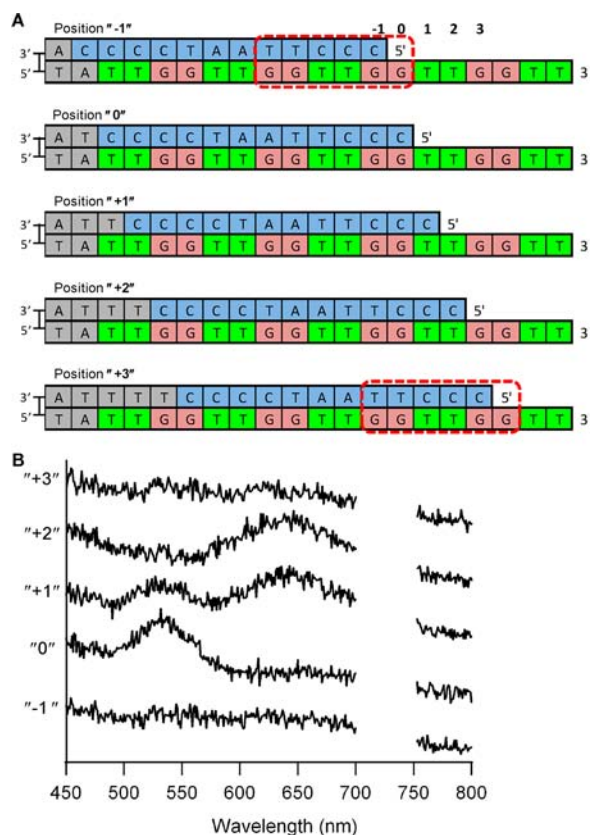 A
Position "-1" -1 0 1 2 3
3′ A C C C C T A A T T C C C 5'
5′ T A T T G G T T G G T T G G T T G G T T 3
Position "0"
3′ A T C C C C T A A T T C C C 5'
5′ T A T T G G T T G G T T G G T T G G T T 3
Position "+1"
3′ A T T C C C C T A A T T C C C 5'
5′ T A T T G G T T G G T T G G T T G G T T 3
Position "+2"
3′ A T T T C C C C T A A T T C C C 5'
5′ T A T T G G T T G G T T G G T T G G T T 3
Position "+3"
3′ A T T T T C C C C T A A T T C C C 5'
5′ T A T T G G T T G G T T G G T T G G T T 3
B
"+3"
"+2"
"+1"
"0"
"-1"
450 500 550 600 650 700 750 800
Wavelength (nm)